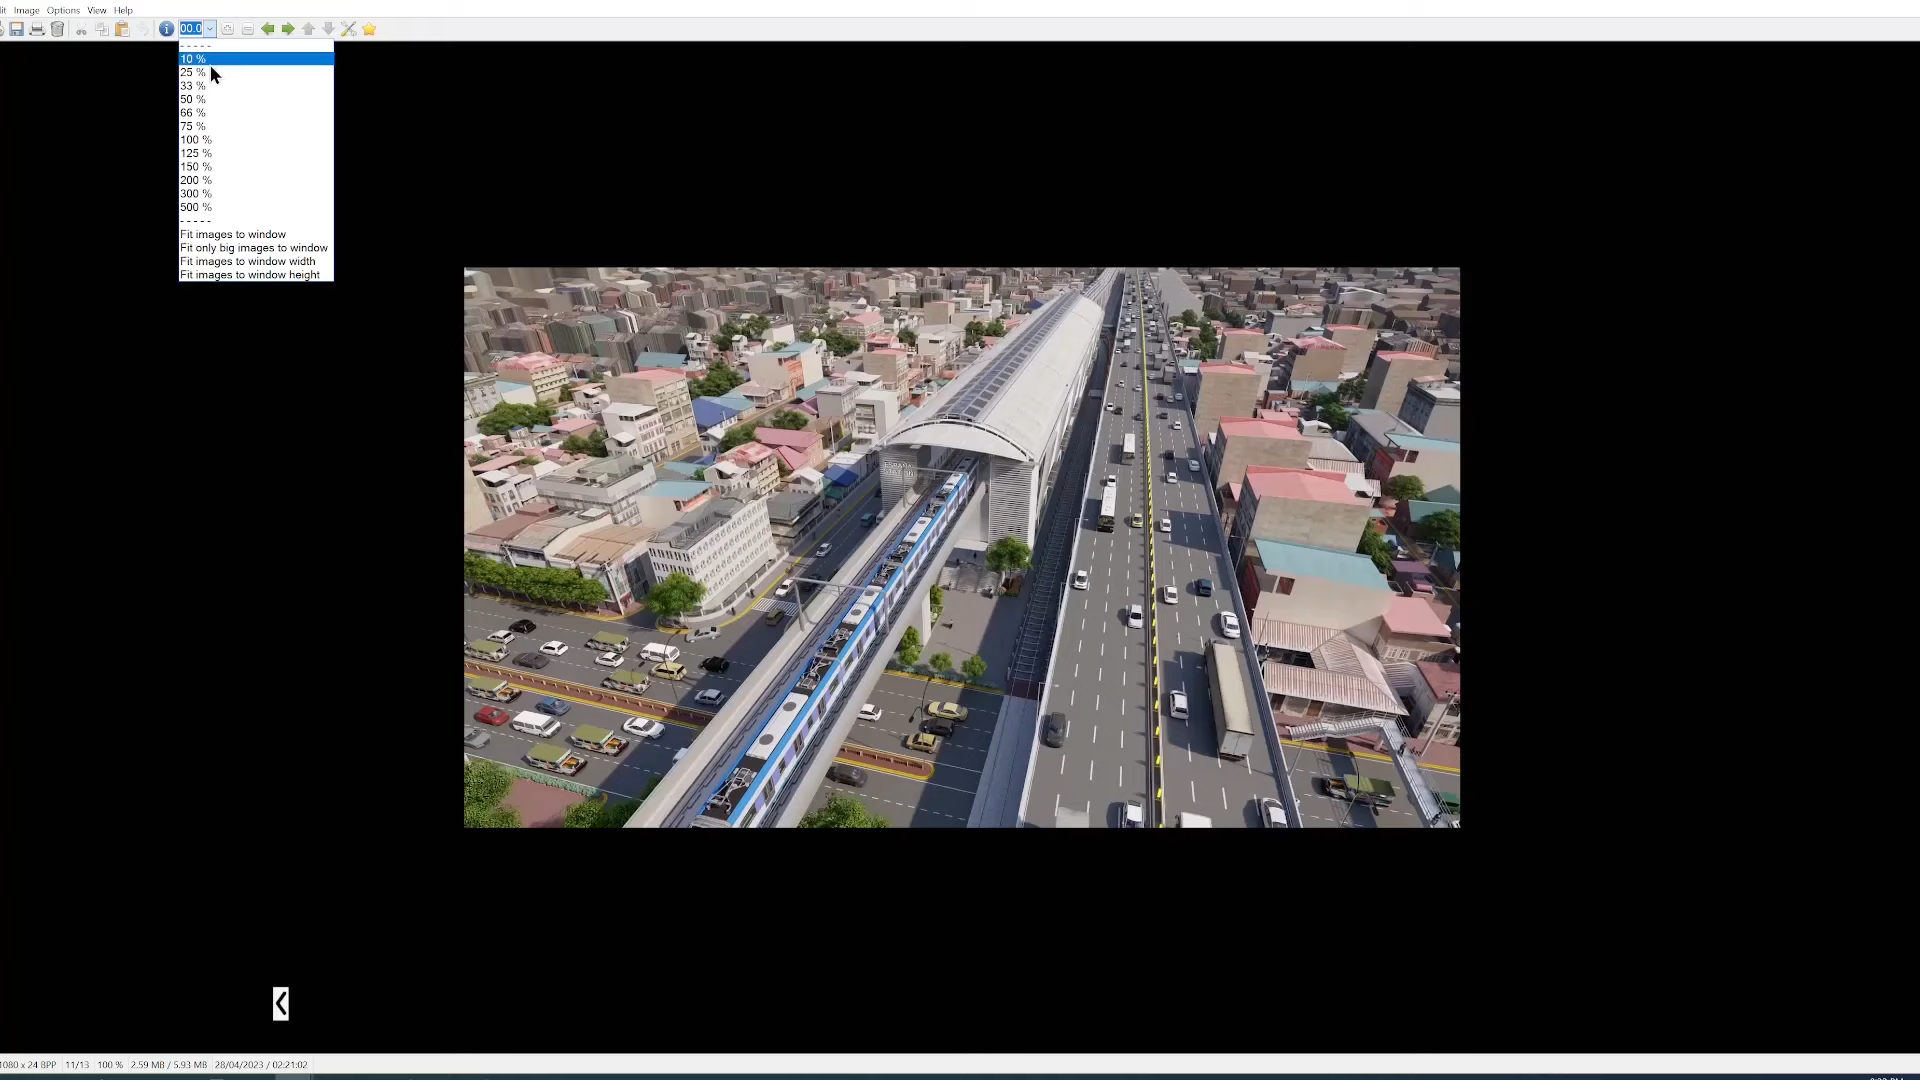 it Image Options View Help
00.0
- - - - -
10 %
25 %
33 %
50 %
66 %
75 %
100 %
125 %
150 %
200 %
300 %
500 %
- - - - -
Fit images to window
Fit only big images to window
Fit images to window width
Fit images to window height
1080 x 24 BPP 11/13 100 % 2.59 MB / 5.93 MB 28/04/2023 / 02:21:02